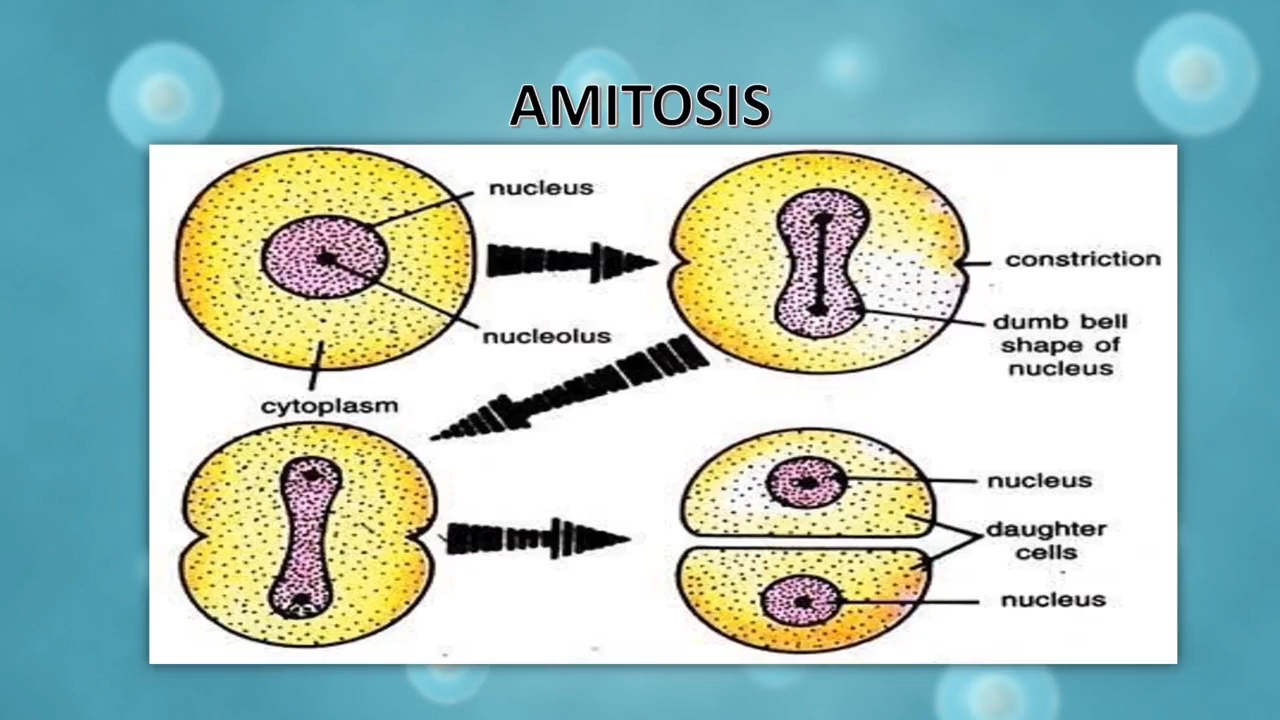 AMITOSIS
nucleus
nucleolus
cytoplasm
constriction
dumb bell
shape of
nucleus
nucleus
daughter
cells
nucleus